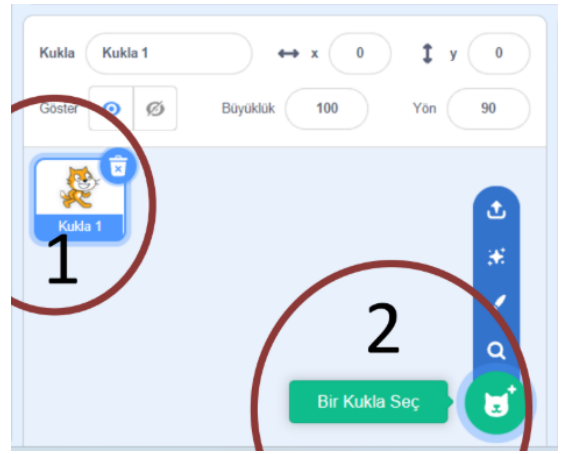 Kukla Kukla 1 x 0 y 0
Göster Büyüklük 100 Yön 90
Kukla 1
1
2
Bir Kukla Seç